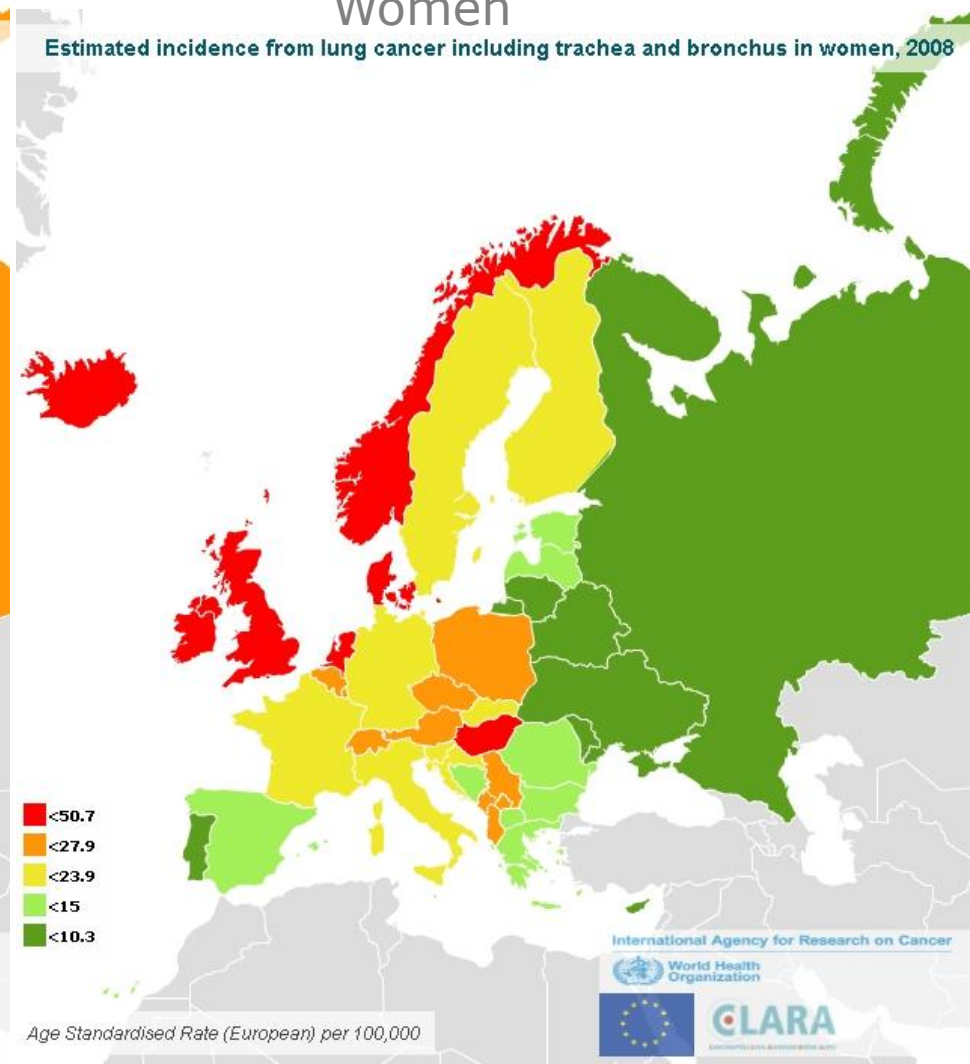 Women
Estimated incidence from lung cancer including trachea and bronchus in women, 2008
<50.7
<27.9
<23.9
<15
<10.3
International Agency for Research on Cancer
World Health
Organization
CLARA
Age Standardised Rate (European) per 100,000